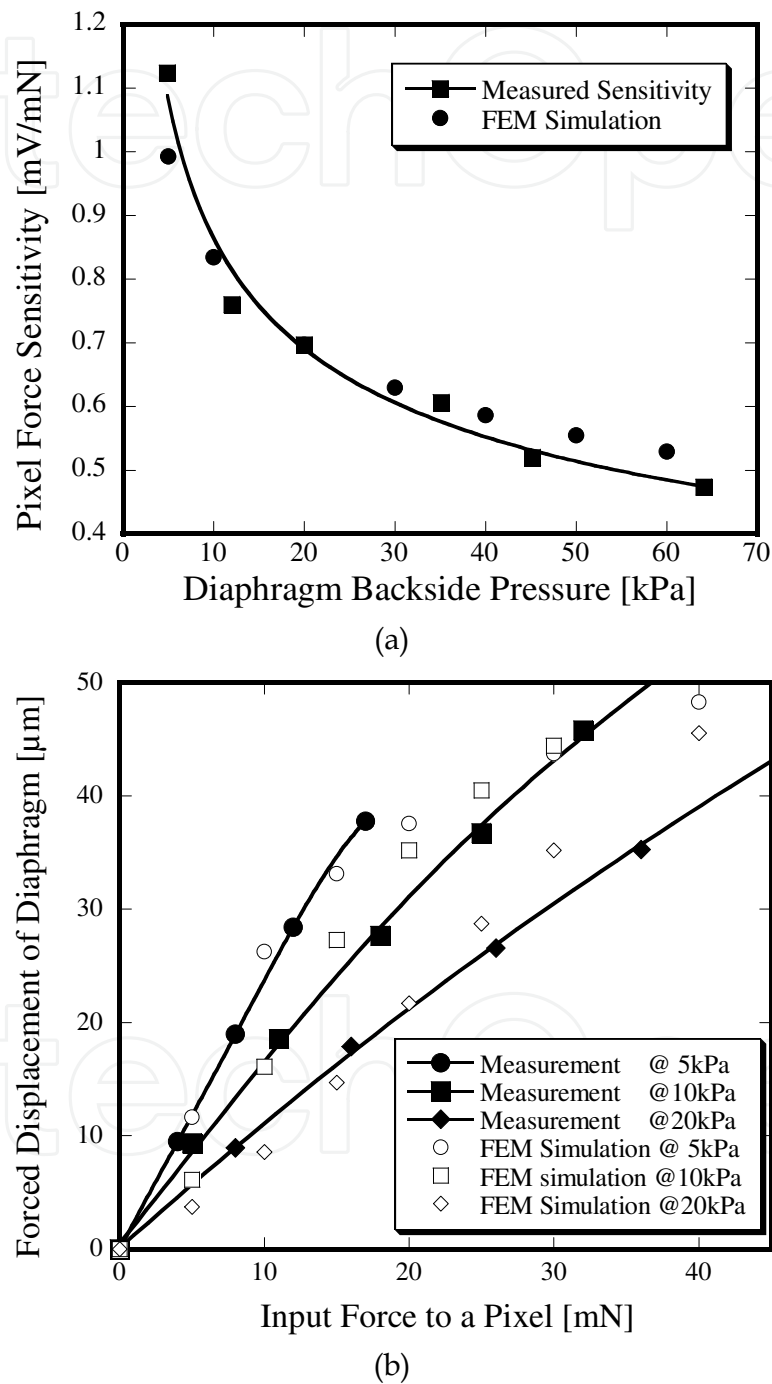 1.2
1.1
1
0.9
0.8
0.7
0.6
0.5
0.4
Pixel Force Sensitivity [mV/mN]
Measured Sensitivity
FEM Simulation
0 10 20 30 40 50 60 70
Diaphragm Backside Pressure [kPa]
(a)
50
40
30
20
10
0
Forced Displacement of Diaphragm [µm]
Measurement @ 5kPa
Measurement @10kPa
Measurement @20kPa
FEM Simulation @ 5kPa
FEM simulation @10kPa
FEM Simulation @20kPa
0 10 20 30 40
Input Force to a Pixel [mN]
(b)